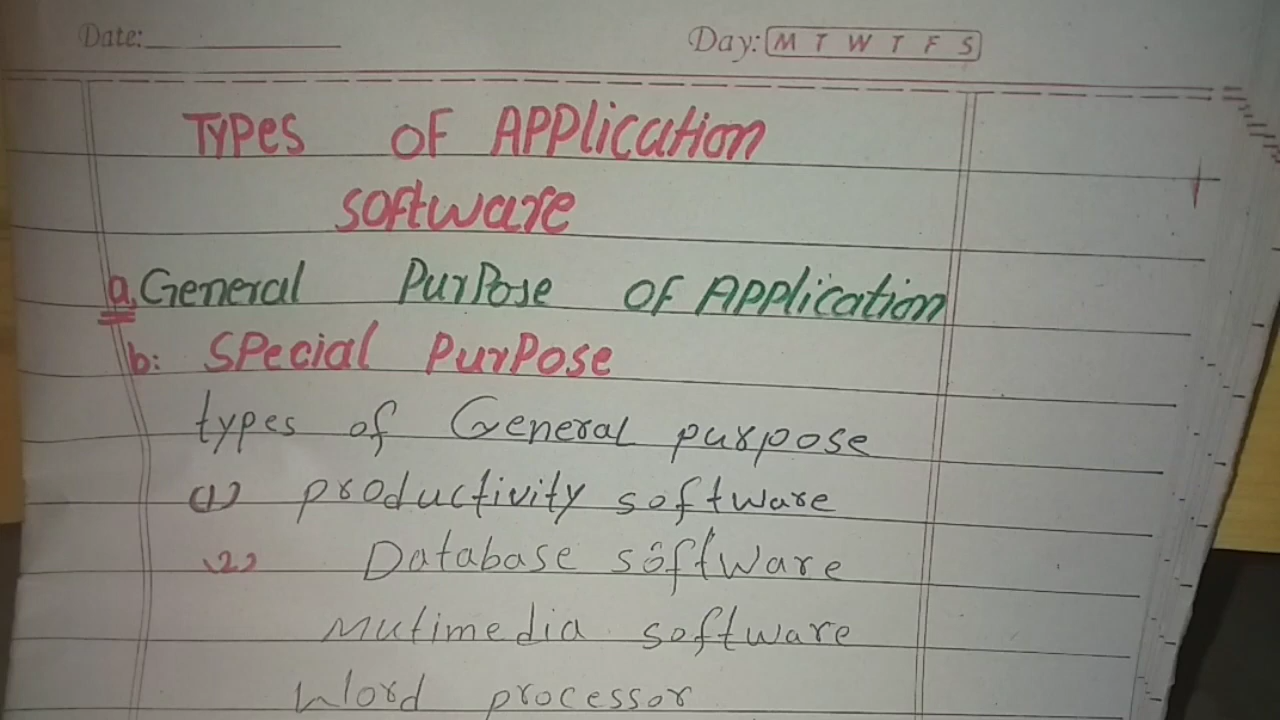 Date: Day: M T W T F S
TYPES OF APPlication
software
a. General PurPose OF APPlication
b: SPecial PurPose
types of General purpose
(1) productivity software
(2) Database software
Mutimedia software
Word processor